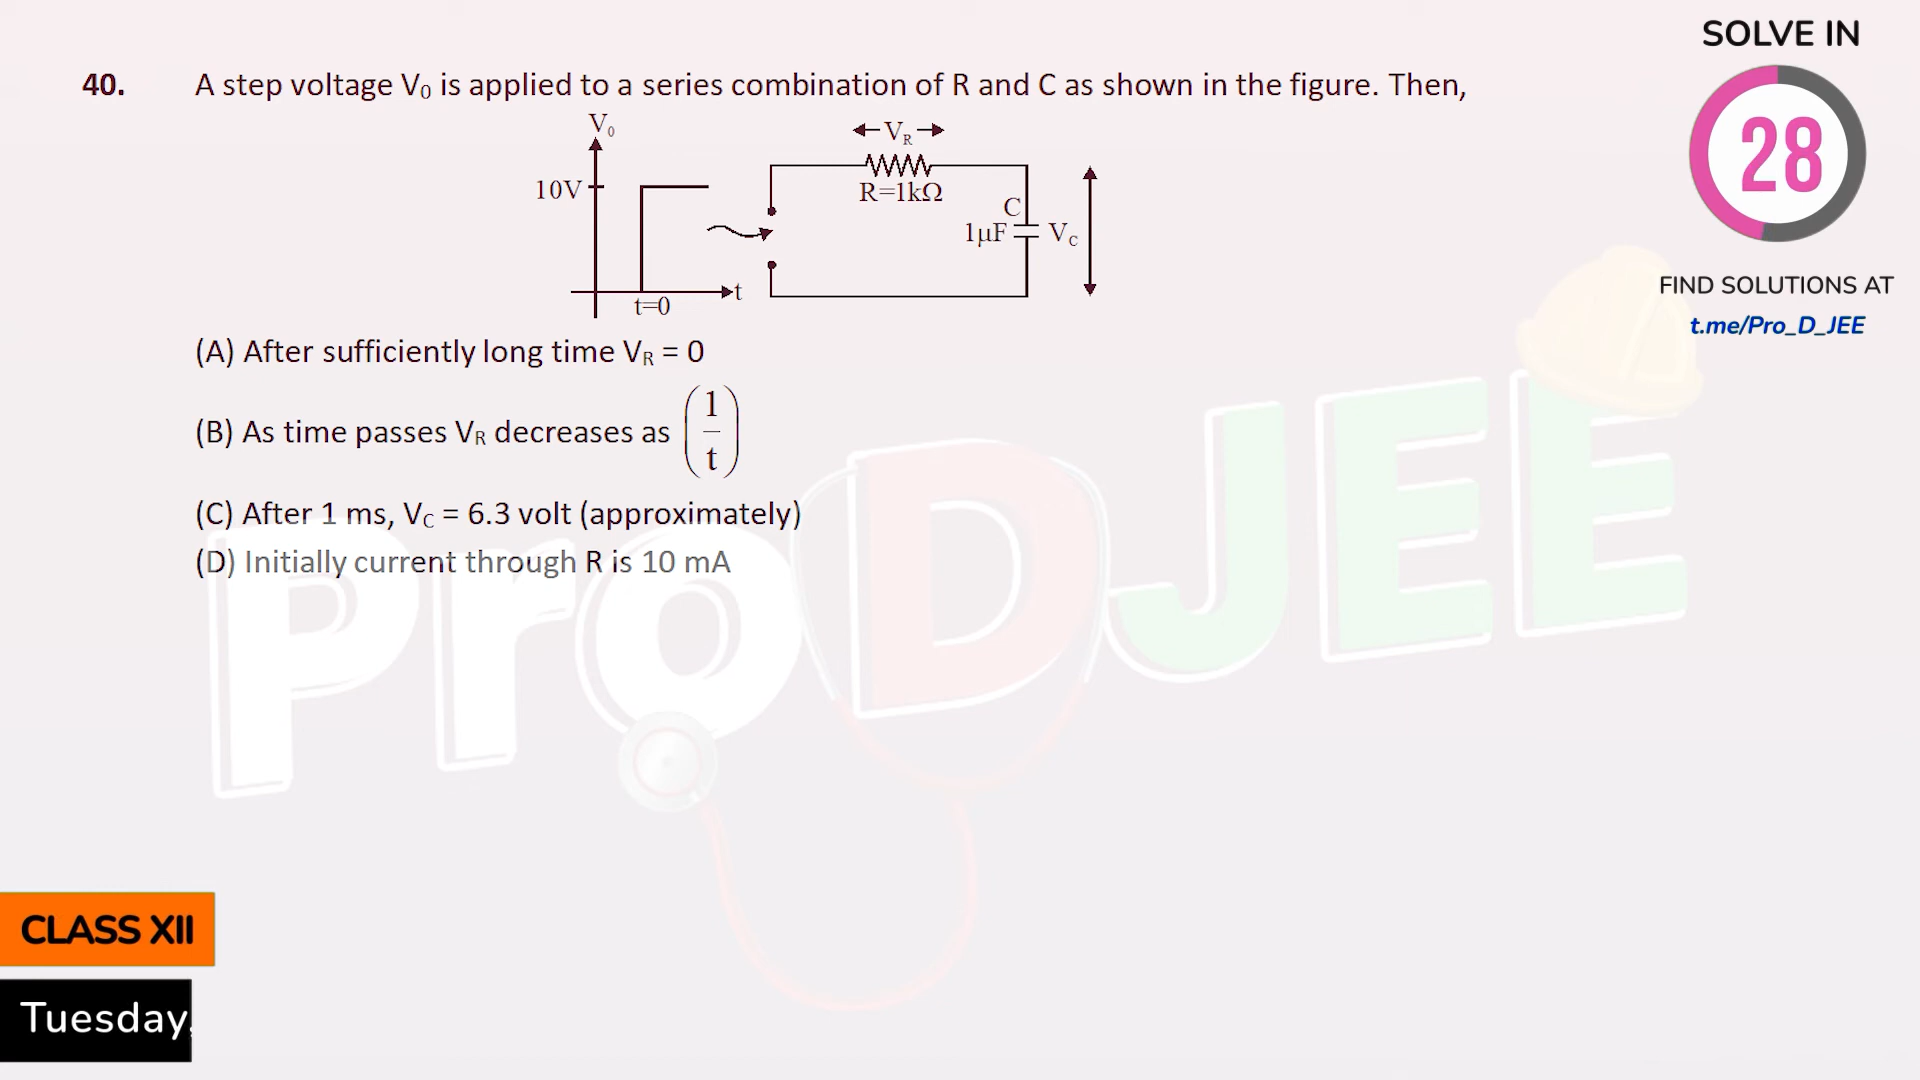 SOLVE IN
28
FIND SOLUTIONS AT
t.me/Pro_D_JEE
40. A step voltage V₀ is applied to a series combination of R and C as shown in the figure. Then,
V₀
10V
t=0
t
V_R
R=1kΩ
C
1μF
V_C
(A) After sufficiently long time V_R = 0
(B) As time passes V_R decreases as (1/t)
(C) After 1 ms, V_C = 6.3 volt (approximately)
(D) Initially current through R is 10 mA
Pro D JEE
CLASS XII
Tuesday,